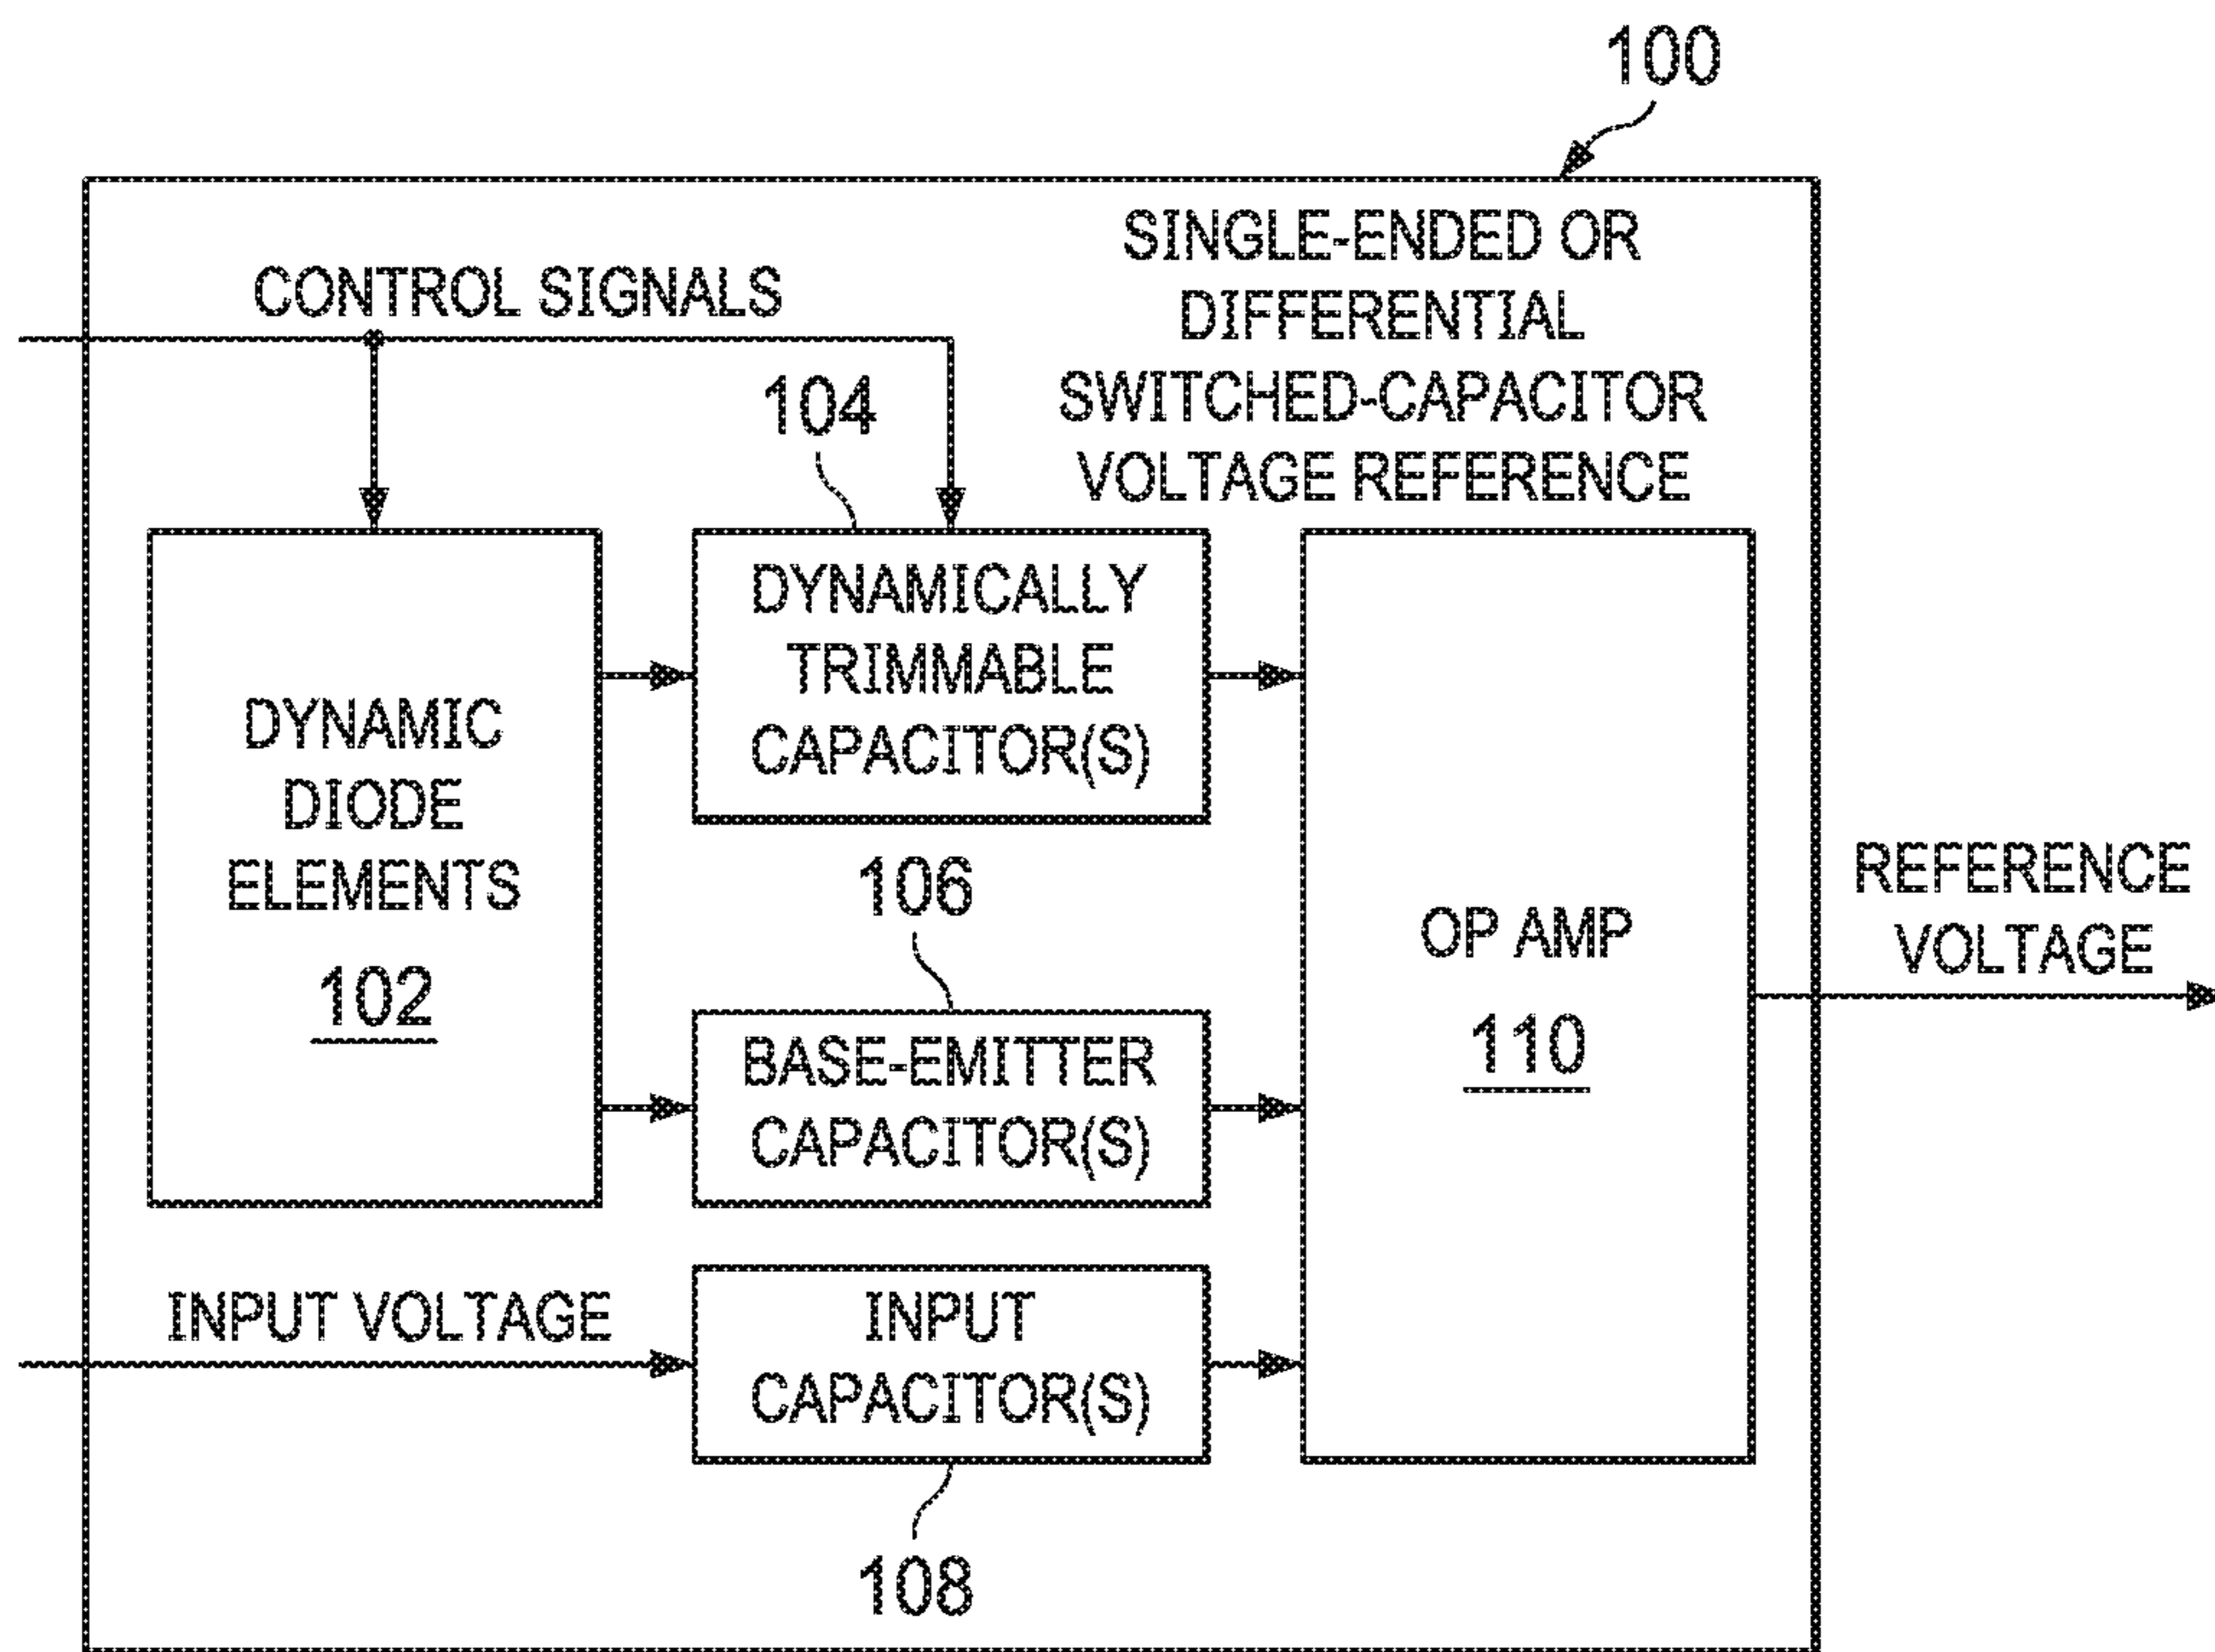 100
SINGLE-ENDED OR
DIFFERENTIAL
SWITCHED-CAPACITOR
VOLTAGE REFERENCE
CONTROL SIGNALS
104
DYNAMICALLY
TRIMMABLE
CAPACITOR(S)
DYNAMIC
DIODE
ELEMENTS
102
106
BASE-EMITTER
CAPACITOR(S)
OP AMP
110
REFERENCE
VOLTAGE
INPUT VOLTAGE
INPUT
CAPACITOR(S)
108